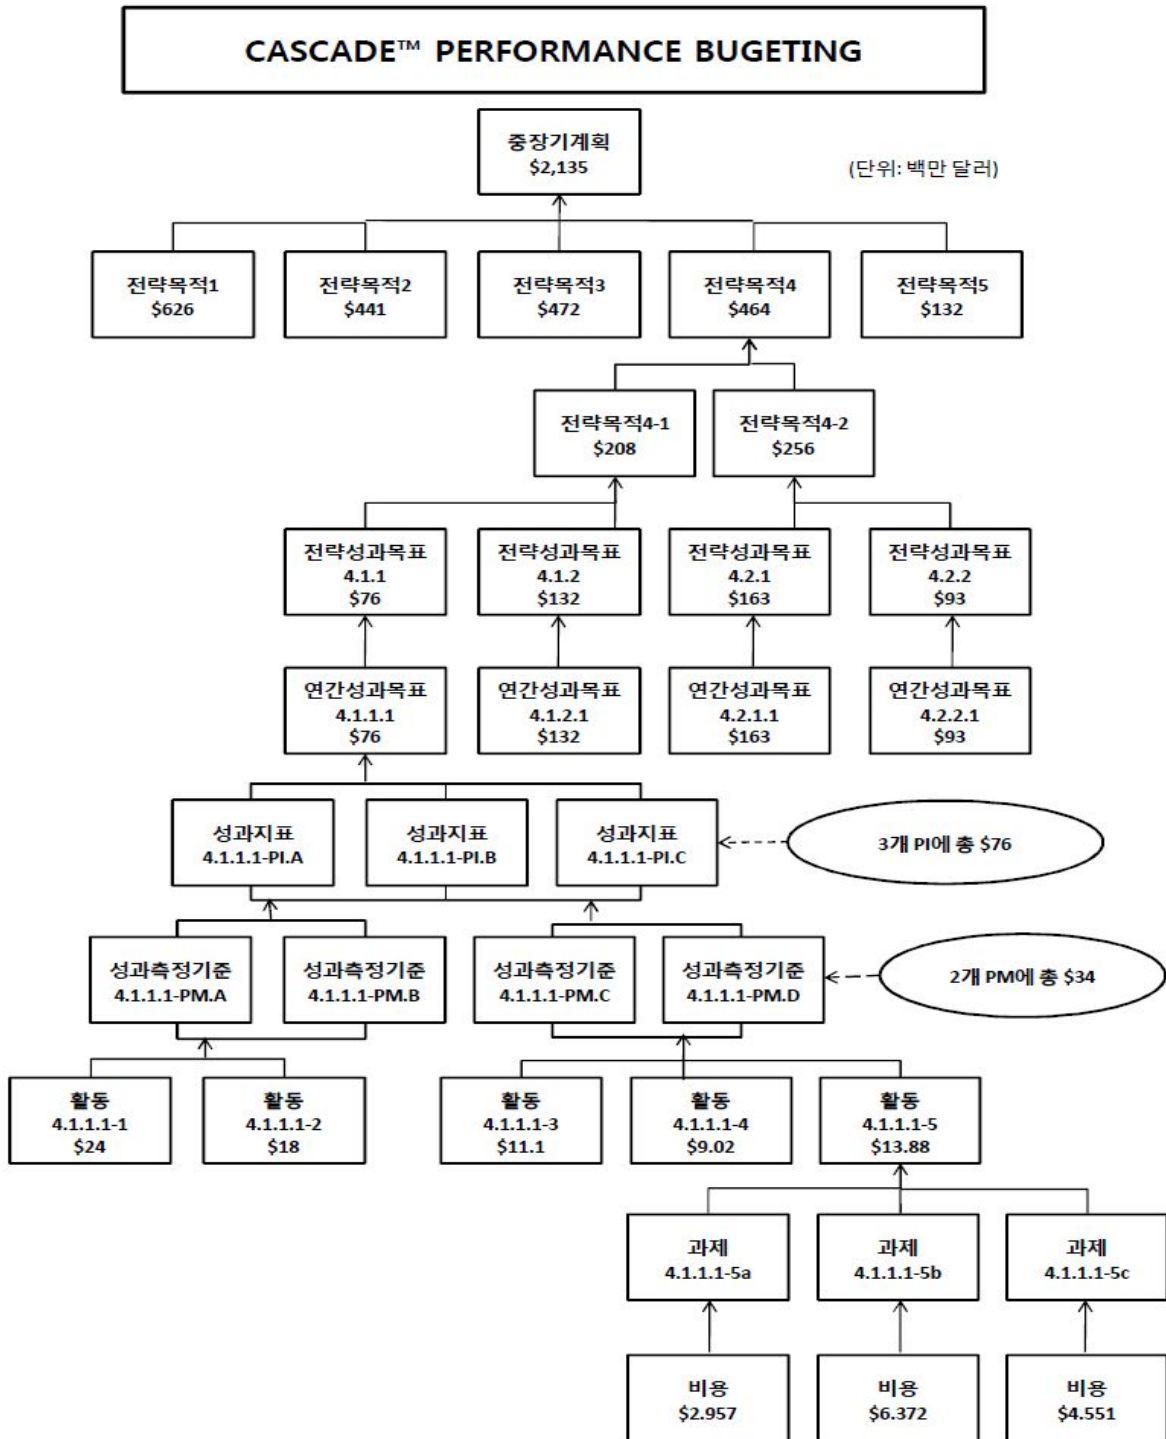 CASCADE™ PERFORMANCE BUGETING
중장기계획
$2,135
(단위: 백만 달러)
전략목적1
$626
전략목적2
$441
전략목적3
$472
전략목적4
$464
전략목적5
$132
전략목적4-1
$208
전략목적4-2
$256
전략성과목표
4.1.1
$76
전략성과목표
4.1.2
$132
전략성과목표
4.2.1
$163
전략성과목표
4.2.2
$93
연간성과목표
4.1.1.1
$76
연간성과목표
4.1.2.1
$132
연간성과목표
4.2.1.1
$163
연간성과목표
4.2.2.1
$93
성과지표
4.1.1.1-PI.A
성과지표
4.1.1.1-PI.B
성과지표
4.1.1.1-PI.C
3개 PI에 총 $76
성과측정기준
4.1.1.1-PM.A
성과측정기준
4.1.1.1-PM.B
성과측정기준
4.1.1.1-PM.C
성과측정기준
4.1.1.1-PM.D
2개 PM에 총 $34
활동
4.1.1.1-1
$24
활동
4.1.1.1-2
$18
활동
4.1.1.1-3
$11.1
활동
4.1.1.1-4
$9.02
활동
4.1.1.1-5
$13.88
과제
4.1.1.1-5a
과제
4.1.1.1-5b
과제
4.1.1.1-5c
비용
$2.957
비용
$6.372
비용
$4.551